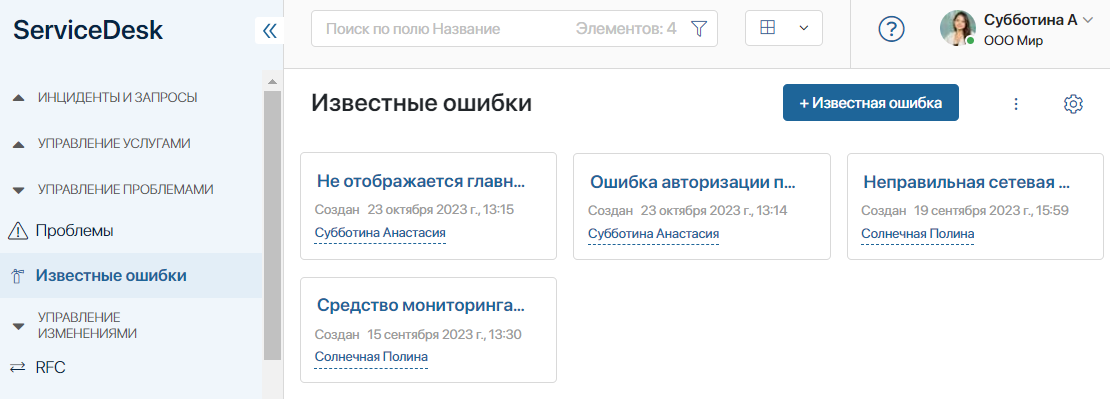 ServiceDesk
Поиск по полю Название Элементов: 4
Субботина А
ООО Мир
ИНЦИДЕНТЫ И ЗАПРОСЫ
УПРАВЛЕНИЕ УСЛУГАМИ
УПРАВЛЕНИЕ ПРОБЛЕМАМИ
Проблемы
Известные ошибки
УПРАВЛЕНИЕ
ИЗМЕНЕНИЯМИ
RFC
Известные ошибки
+ Известная ошибка
Не отображается главн...
Создан 23 октября 2023 г., 13:15
Субботина Анастасия
Ошибка авторизации п...
Создан 23 октября 2023 г., 13:14
Субботина Анастасия
Неправильная сетевая ...
Создан 19 сентября 2023 г., 15:59
Солнечная Полина
Средство мониторинга...
Создан 15 сентября 2023 г., 13:30
Солнечная Полина